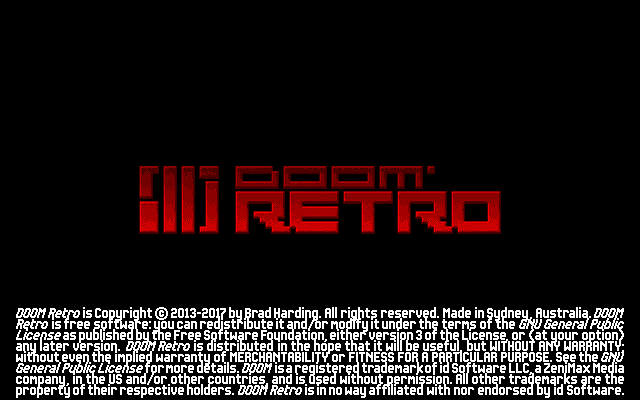 DOOM
RETRO
DOOM Retro is Copyright © 2013-2017 by Brad Harding. All rights reserved. Made in Sydney, Australia. DOOM
Retro is free software: you can redistribute it and/or modify it under the terms of the GNU General Public
License as published by the Free Software Foundation, either version 3 of the License, or (at your option)
any later version. DOOM Retro is distributed in the hope that it will be useful, but WITHOUT ANY WARRANTY;
without even the implied warranty of MERCHANTABILITY or FITNESS FOR A PARTICULAR PURPOSE. See the GNU
General Public License for more details. DOOM is a registered trademark of id Software LLC, a ZeniMax Media
company, in the US and/or other countries, and is used without permission. All other trademarks are the
property of their respective holders. DOOM Retro is in no way affiliated with nor endorsed by id Software.